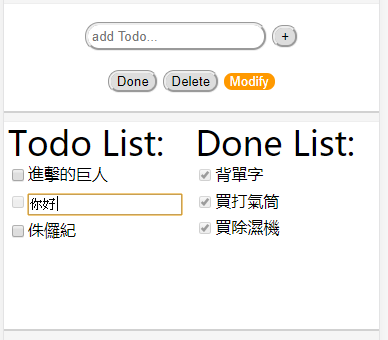 add Todo... +
Done Delete Modify
Todo List: Done List:
進擊的巨人 背單字
你好 買打氣筒
侏儸紀 買除濕機